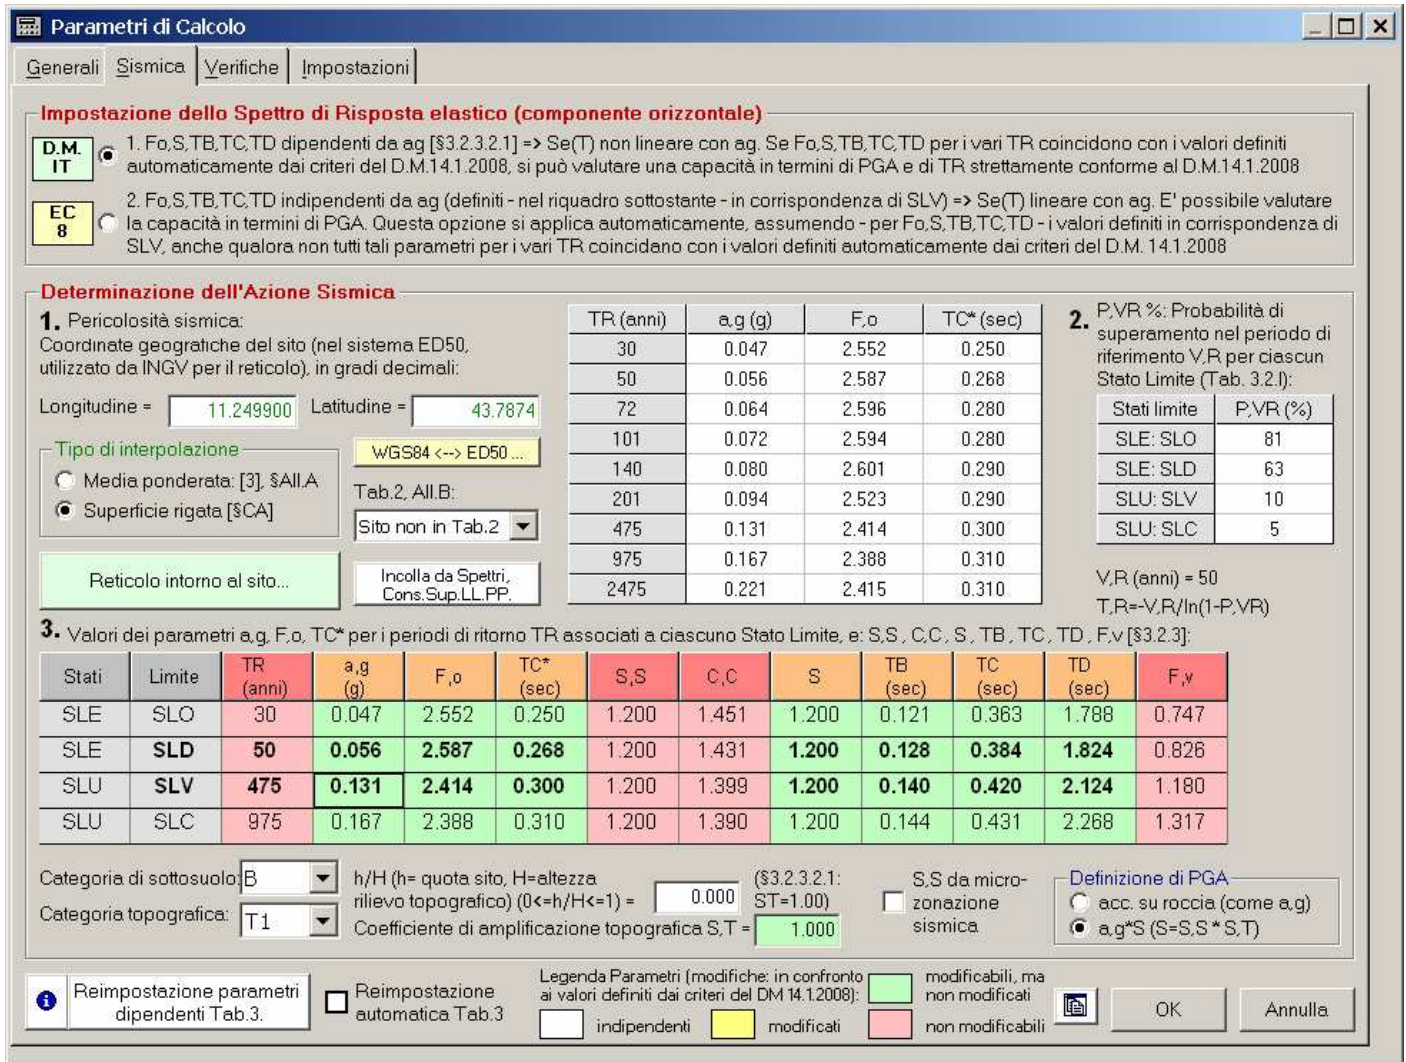 Parametri di Calcolo
Generali Sismica Verifiche Impostazioni
Impostazione dello Spettro di Risposta elastico (componente orizzontale)
D.M. IT
1. Fo,S,TB,TC,TD dipendenti da ag [§3.2.3.2.1] => Se(T) non lineare con ag. Se Fo,S,TB,TC,TD per i vari TR coincidono con i valori definiti
automaticamente dai criteri del D.M.14.1.2008, si può valutare una capacità in termini di PGA e di TR strettamente conforme al D.M.14.1.2008
EC 8
2. Fo,S,TB,TC,TD indipendenti da ag (definiti - nel riquadro sottostante - in corrispondenza di SLV) => Se(T) lineare con ag. E' possibile valutare
la capacità in termini di PGA. Questa opzione si applica automaticamente, assumendo - per Fo,S,TB,TC,TD - i valori definiti in corrispondenza di
SLV, anche qualora non tutti tali parametri per i vari TR coincidano con i valori definiti automaticamente dai criteri del D.M. 14.1.2008
Determinazione dell'Azione Sismica
1. Pericolosità sismica:
Coordinate geografiche del sito (nel sistema ED50,
utilizzato da INGV per il reticolo), in gradi decimali:
Longitudine = 11.249900 Latitudine = 43.7874
Tipo di interpolazione
Media ponderata: [3], §All.A
Superficie rigata [§CA]
WGS84 <--> ED50 ...
Tab.2, All.B:
Sito non in Tab.2
Reticolo intorno al sito...
Incolla da Spettri,
Cons.Sup.LL.PP.
TR (anni) a,g (g) F,o TC* (sec)
30 0.047 2.552 0.250
50 0.056 2.587 0.268
72 0.064 2.596 0.280
101 0.072 2.594 0.280
140 0.080 2.601 0.290
201 0.094 2.523 0.290
475 0.131 2.414 0.300
975 0.167 2.388 0.310
2475 0.221 2.415 0.310
2. P,VR %: Probabilità di
superamento nel periodo di
riferimento V,R per ciascun
Stato Limite (Tab. 3.2.I):
Stati limite P,VR (%)
SLE: SLO 81
SLE: SLD 63
SLU: SLV 10
SLU: SLC 5
V,R (anni) = 50
T,R=-V,R/ln(1-P,VR)
3. Valori dei parametri a,g, F,o, TC* per i periodi di ritorno TR associati a ciascuno Stato Limite, e: S,S , C,C , S , TB , TC , TD , F,v [§3.2.3]:
Stati Limite TR (anni) a,g (g) F,o TC* (sec) S,S C,C S TB (sec) TC (sec) TD (sec) F,v
SLE SLO 30 0.047 2.552 0.250 1.200 1.451 1.200 0.121 0.363 1.788 0.747
SLE SLD 50 0.056 2.587 0.268 1.200 1.431 1.200 0.128 0.384 1.824 0.826
SLU SLV 475 0.131 2.414 0.300 1.200 1.399 1.200 0.140 0.420 2.124 1.180
SLU SLC 975 0.167 2.388 0.310 1.200 1.390 1.200 0.144 0.431 2.268 1.317
Categoria di sottosuolo: B
Categoria topografica: T1
h/H (h= quota sito, H=altezza
rilievo topografico) (0<=h/H<=1) = 0.000 (§3.2.3.2.1: ST=1.00)
Coefficiente di amplificazione topografica S,T = 1.000
S,S da micro-
zonazione
sismica
Definizione di PGA
acc. su roccia (come a,g)
a,g*S (S=S,S * S,T)
Reimpostazione parametri
dipendenti Tab.3.
Reimpostazione
automatica Tab.3
Legenda Parametri (modifiche: in confronto
ai valori definiti dai criteri del DM 14.1.2008):
modificabili, ma
non modificati
indipendenti modificati non modificabili
OK Annulla